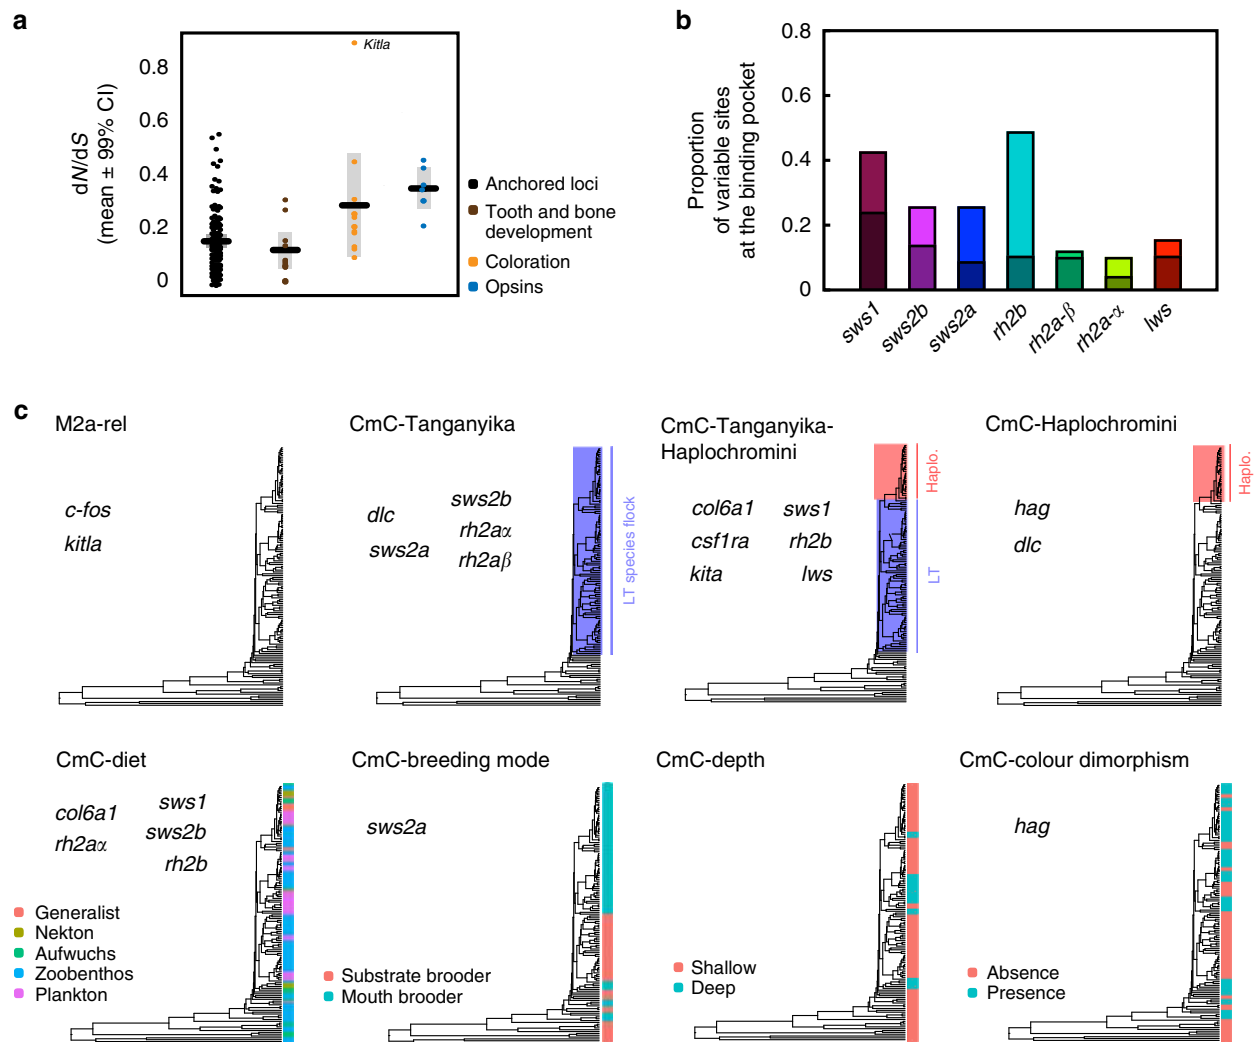 a
dN/dS
(mean ± 99% CI)
0.8
0.6
0.4
0.2
0
Kitla
Anchored loci
Tooth and bone
development
Coloration
Opsins
b
Proportion
of variable sites
at the binding pocket
0.8
0.6
0.4
0.2
0
sws1
sws2b
sws2a
rh2b
rh2a-β
rh2a-α
lws
c
M2a-rel
c-fos
kitla
CmC-Tanganyika
dlc
sws2a
sws2b
rh2aα
rh2aβ
LT species flock
CmC-Tanganyika-
Haplochromini
col6a1
csf1ra
kita
sws1
rh2b
lws
Haplo.
LT
CmC-Haplochromini
hag
dlc
Haplo.
CmC-diet
col6a1
rh2aα
sws1
sws2b
rh2b
Generalist
Nekton
Aufwuchs
Zoobenthos
Plankton
CmC-breeding mode
sws2a
Substrate brooder
Mouth brooder
CmC-depth
Shallow
Deep
CmC-colour dimorphism
hag
Absence
Presence